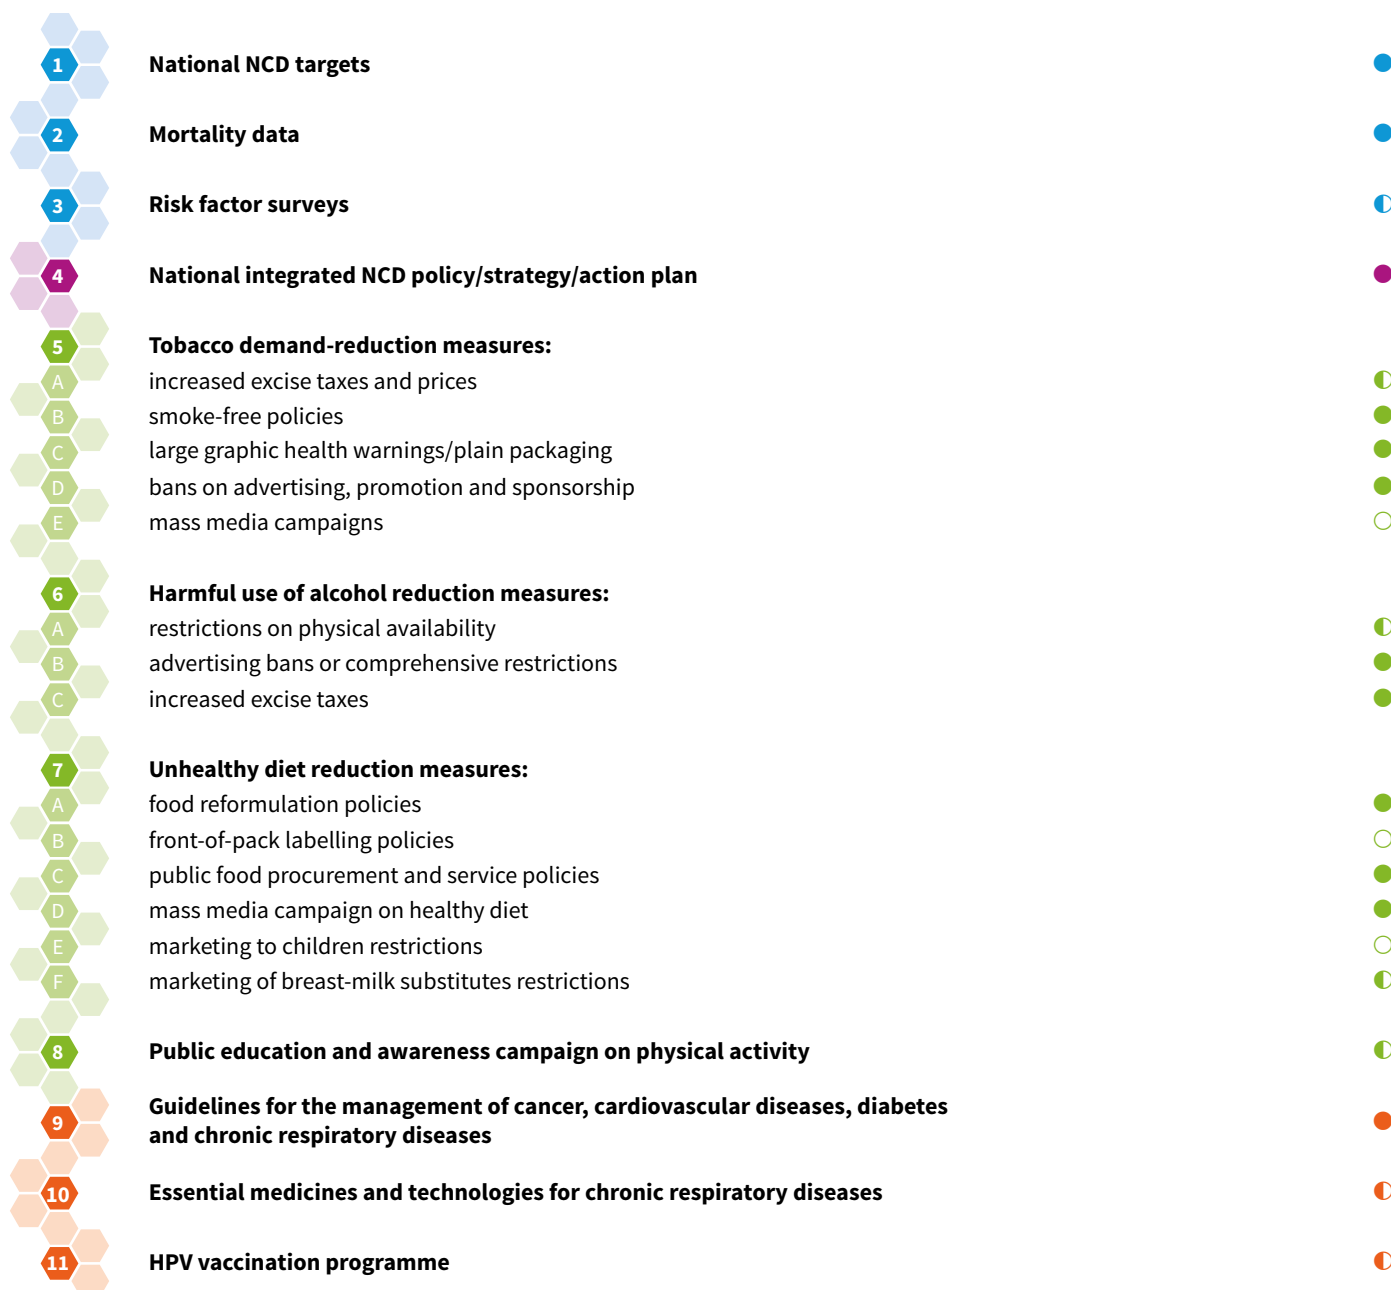 1 National NCD targets ●
2 Mortality data ●
3 Risk factor surveys ◐
4 National integrated NCD policy/strategy/action plan ●
5 Tobacco demand-reduction measures:
A increased excise taxes and prices ◐
B smoke-free policies ●
C large graphic health warnings/plain packaging ●
D bans on advertising, promotion and sponsorship ●
E mass media campaigns ○
6 Harmful use of alcohol reduction measures:
A restrictions on physical availability ◐
B advertising bans or comprehensive restrictions ●
C increased excise taxes ●
7 Unhealthy diet reduction measures:
A food reformulation policies ●
B front-of-pack labelling policies ○
C public food procurement and service policies ●
D mass media campaign on healthy diet ●
E marketing to children restrictions ○
F marketing of breast-milk substitutes restrictions ◐
8 Public education and awareness campaign on physical activity ◐
9 Guidelines for the management of cancer, cardiovascular diseases, diabetes
and chronic respiratory diseases ●
10 Essential medicines and technologies for chronic respiratory diseases ◐
11 HPV vaccination programme ◐